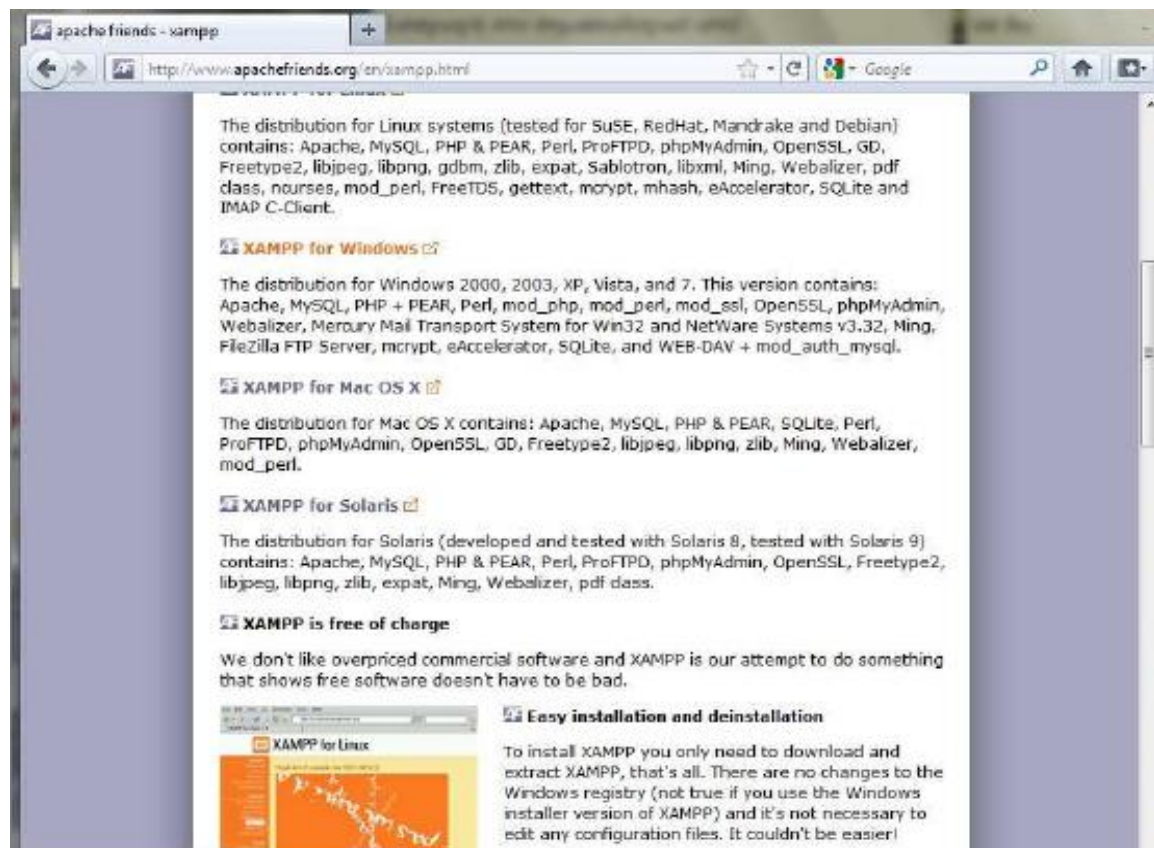 apache friends - xampp
http://www.apachefriends.org/en/xampp.html
Google
The distribution for Linux systems (tested for SuSE, RedHat, Mandrake and Debian)
contains: Apache, MySQL, PHP & PEAR, Perl, ProFTPD, phpMyAdmin, OpenSSL, GD,
Freetype2, libjpeg, libpng, gdbm, zlib, expat, Sablotron, libxml, Ming, Webalizer, pdf
class, ncurses, mod_perl, FreeTDS, gettext, mcrypt, mhash, eAccelerator, SQLite and
IMAP C-Client.
XAMPP for Windows
The distribution for Windows 2000, 2003, XP, Vista, and 7. This version contains:
Apache, MySQL, PHP + PEAR, Perl, mod_php, mod_perl, mod_ssl, OpenSSL, phpMyAdmin,
Webalizer, Mercury Mail Transport System for Win32 and NetWare Systems v3.32, Ming,
FileZilla FTP Server, mcrypt, eAccelerator, SQLite, and WEB-DAV + mod_auth_mysql.
XAMPP for Mac OS X
The distribution for Mac OS X contains: Apache, MySQL, PHP & PEAR, SQLite, Perl,
ProFTPD, phpMyAdmin, OpenSSL, GD, Freetype2, libjpeg, libpng, zlib, Ming, Webalizer,
mod_perl.
XAMPP for Solaris
The distribution for Solaris (developed and tested with Solaris 8, tested with Solaris 9)
contains: Apache, MySQL, PHP & PEAR, Perl, ProFTPD, phpMyAdmin, OpenSSL, Freetype2,
libjpeg, libpng, zlib, expat, Ming, Webalizer, pdf class.
XAMPP is free of charge
We don't like overpriced commercial software and XAMPP is our attempt to do something
that shows free software doesn't have to be bad.
XAMPP for Linux
Easy installation and deinstallation
To install XAMPP you only need to download and
extract XAMPP, that's all. There are no changes to the
Windows registry (not true if you use the Windows
installer version of XAMPP) and it's not necessary to
edit any configuration files. It couldn't be easier!